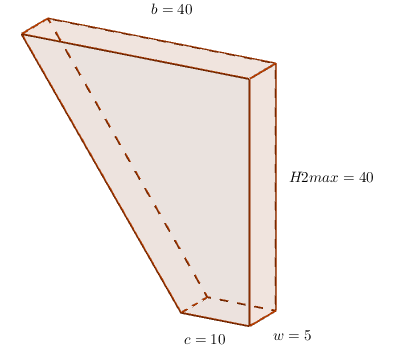 b = 40
H2max = 40
w = 5
c = 10